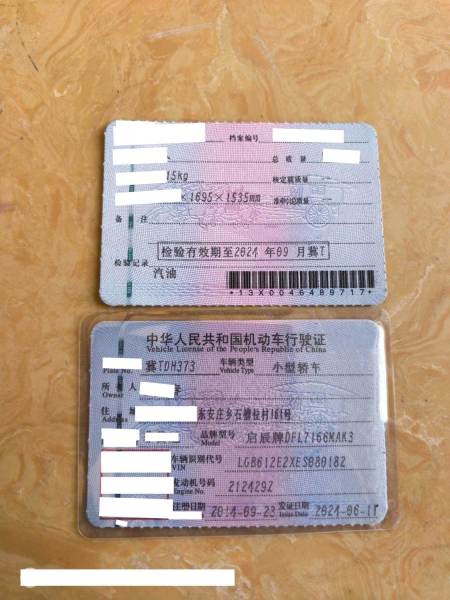 档案编号
总质量
15kg 核定载质量
×1695×1535mm 准牵引总质量
备 注
检验有效期至2024年09月冀T
检验记录
汽油
*13X0046489717*
中华人民共和国机动车行驶证
Vehicle License of the People's Republic of China
Plate No. 冀TDH373 车辆类型 小型轿车
Vehicle Type
所有人
Owner
住 址 东安庄乡石槽位村161号
Address
品牌型号 启辰牌DFL7166MAK3
Model
车辆识别代号 LGB612E2XES080182
VIN
发动机号码 212429Z
Engine No.
注册日期 2014-09-23 发证日期 2024-06-11
Issue Date